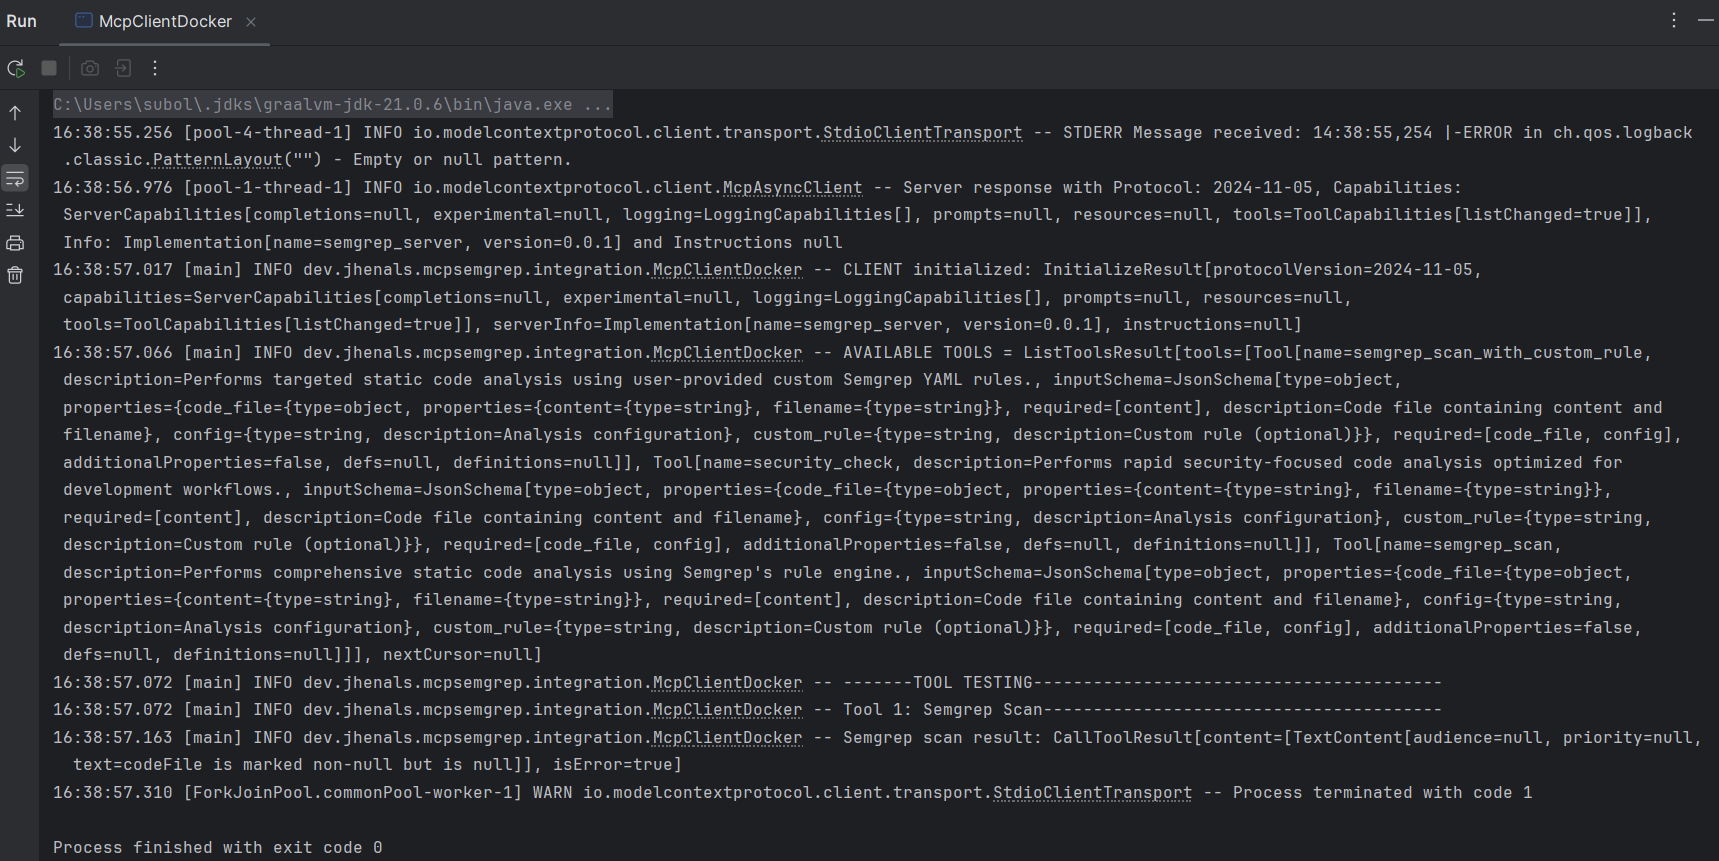 Run McpClientDocker
C:\Users\subol\.jdks\graalvm-jdk-21.0.6\bin\java.exe ...
16:38:55.256 [pool-4-thread-1] INFO io.modelcontextprotocol.client.transport.StdioClientTransport -- STDERR Message received: 14:38:55,254 |-ERROR in ch.qos.logback
.classic.PatternLayout("") - Empty or null pattern.
16:38:56.976 [pool-1-thread-1] INFO io.modelcontextprotocol.client.McpAsyncClient -- Server response with Protocol: 2024-11-05, Capabilities:
ServerCapabilities[completions=null, experimental=null, logging=LoggingCapabilities[], prompts=null, resources=null, tools=ToolCapabilities[listChanged=true]],
Info: Implementation[name=semgrep_server, version=0.0.1] and Instructions null
16:38:57.017 [main] INFO dev.jhenals.mcpsemgrep.integration.McpClientDocker -- CLIENT initialized: InitializeResult[protocolVersion=2024-11-05,
capabilities=ServerCapabilities[completions=null, experimental=null, logging=LoggingCapabilities[], prompts=null, resources=null,
tools=ToolCapabilities[listChanged=true]], serverInfo=Implementation[name=semgrep_server, version=0.0.1], instructions=null]
16:38:57.066 [main] INFO dev.jhenals.mcpsemgrep.integration.McpClientDocker -- AVAILABLE TOOLS = ListToolsResult[tools=[Tool[name=semgrep_scan_with_custom_rule,
description=Performs targeted static code analysis using user-provided custom Semgrep YAML rules., inputSchema=JsonSchema[type=object,
properties={code_file={type=object, properties={content={type=string}, filename={type=string}}, required=[content], description=Code file containing content and
filename}, config={type=string, description=Analysis configuration}, custom_rule={type=string, description=Custom rule (optional)}}, required=[code_file, config],
additionalProperties=false, defs=null, definitions=null]], Tool[name=security_check, description=Performs rapid security-focused code analysis optimized for
development workflows., inputSchema=JsonSchema[type=object, properties={code_file={type=object, properties={content={type=string}, filename={type=string}},
required=[content], description=Code file containing content and filename}, config={type=string, description=Analysis configuration}, custom_rule={type=string,
description=Custom rule (optional)}}, required=[code_file, config], additionalProperties=false, defs=null, definitions=null]], Tool[name=semgrep_scan,
description=Performs comprehensive static code analysis using Semgrep's rule engine., inputSchema=JsonSchema[type=object, properties={code_file={type=object,
properties={content={type=string}, filename={type=string}}, required=[content], description=Code file containing content and filename}, config={type=string,
description=Analysis configuration}, custom_rule={type=string, description=Custom rule (optional)}}, required=[code_file, config], additionalProperties=false,
defs=null, definitions=null]]], nextCursor=null]
16:38:57.072 [main] INFO dev.jhenals.mcpsemgrep.integration.McpClientDocker -- -------TOOL TESTING-----------------------------------------
16:38:57.072 [main] INFO dev.jhenals.mcpsemgrep.integration.McpClientDocker -- Tool 1: Semgrep Scan----------------------------------------
16:38:57.163 [main] INFO dev.jhenals.mcpsemgrep.integration.McpClientDocker -- Semgrep scan result: CallToolResult[content=[TextContent[audience=null, priority=null,
text=codeFile is marked non-null but is null]], isError=true]
16:38:57.310 [ForkJoinPool.commonPool-worker-1] WARN io.modelcontextprotocol.client.transport.StdioClientTransport -- Process terminated with code 1
Process finished with exit code 0